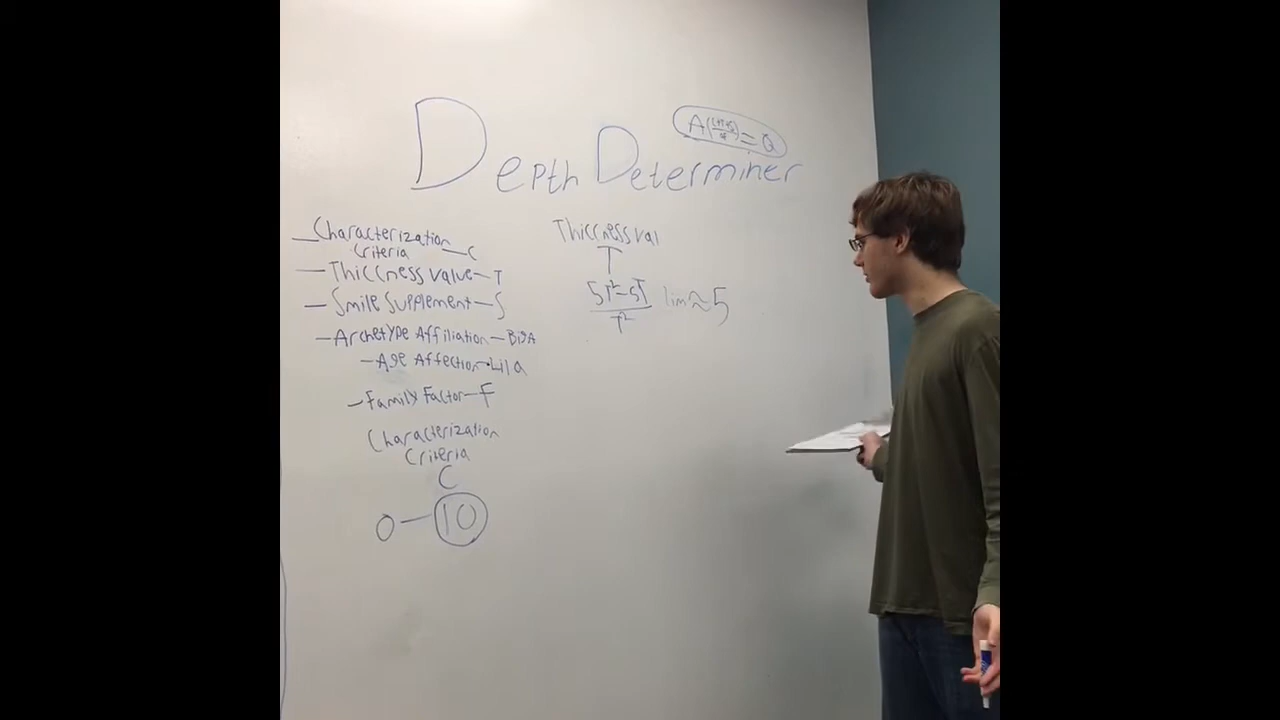 Depth Determiner
= Q
— Characterization
Criteria — C
— Thiccness value — T
— Smile Supplement — S
— Archetype Affiliation — Big A
— Age Affection - Lil a
— Family Factor — F
Characterization
Criteria
C
0 — 10
Thiccness val
T
5T²-5T
T²
lim ≈ 5